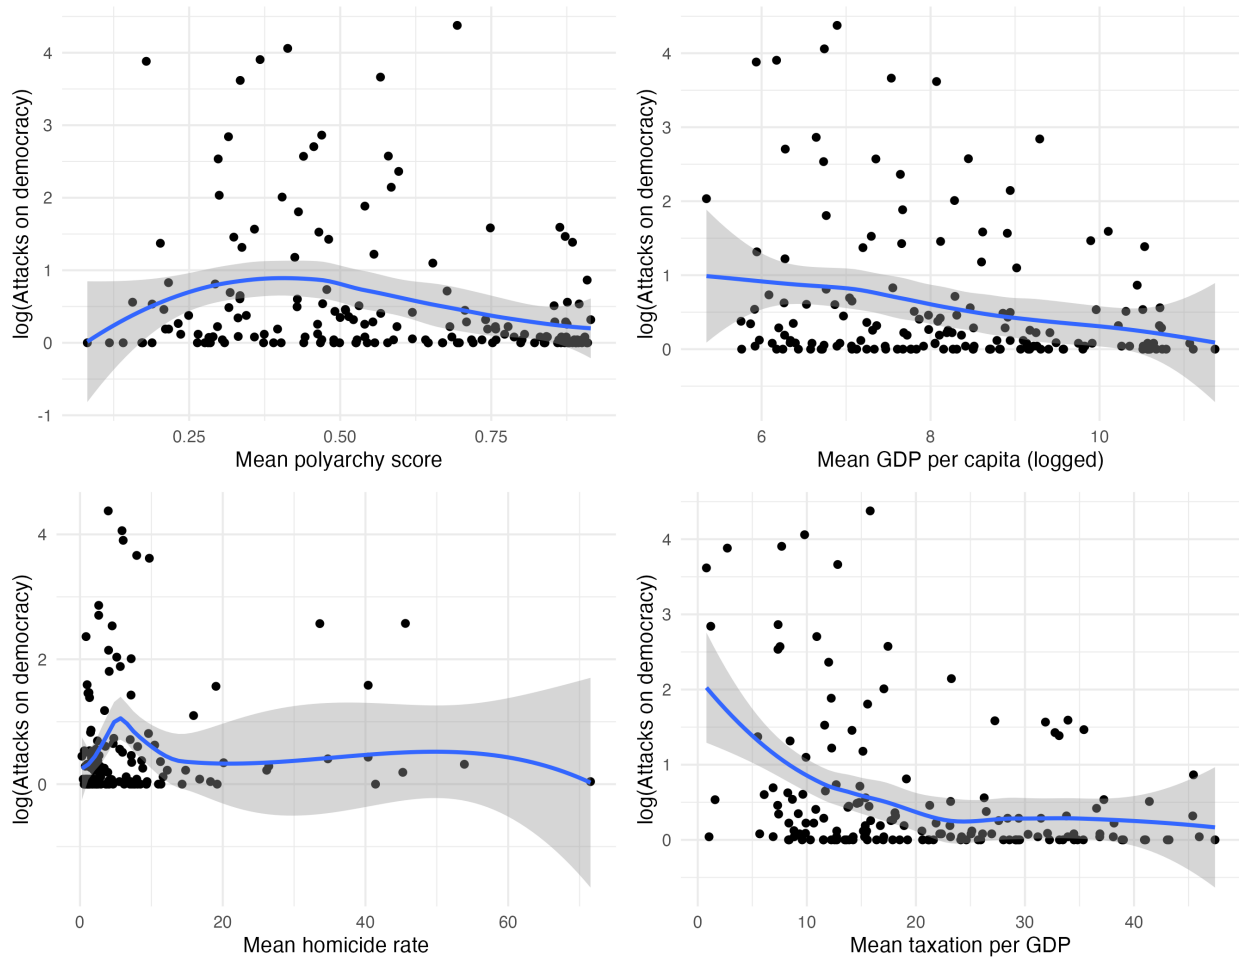 log(Attacks on democracy)
4
3
2
1
0
-1
0.25 0.50 0.75
Mean polyarchy score
log(Attacks on democracy)
4
3
2
1
0
6 8 10
Mean GDP per capita (logged)
log(Attacks on democracy)
4
2
0
0 20 40 60
Mean homicide rate
log(Attacks on democracy)
4
3
2
1
0
0 10 20 30 40
Mean taxation per GDP